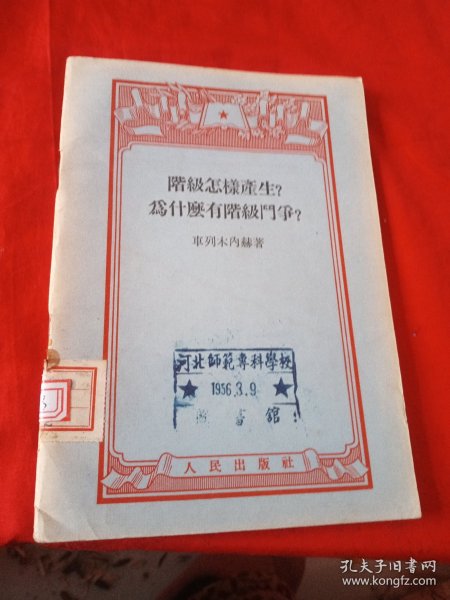 階級怎樣產生?
爲什麽有階級鬥爭?
車列木內赫著
河北師範專科學校
★ 1956.3.9 ★
書館
人民出版社
孔夫子旧书网
www.kongfz.com